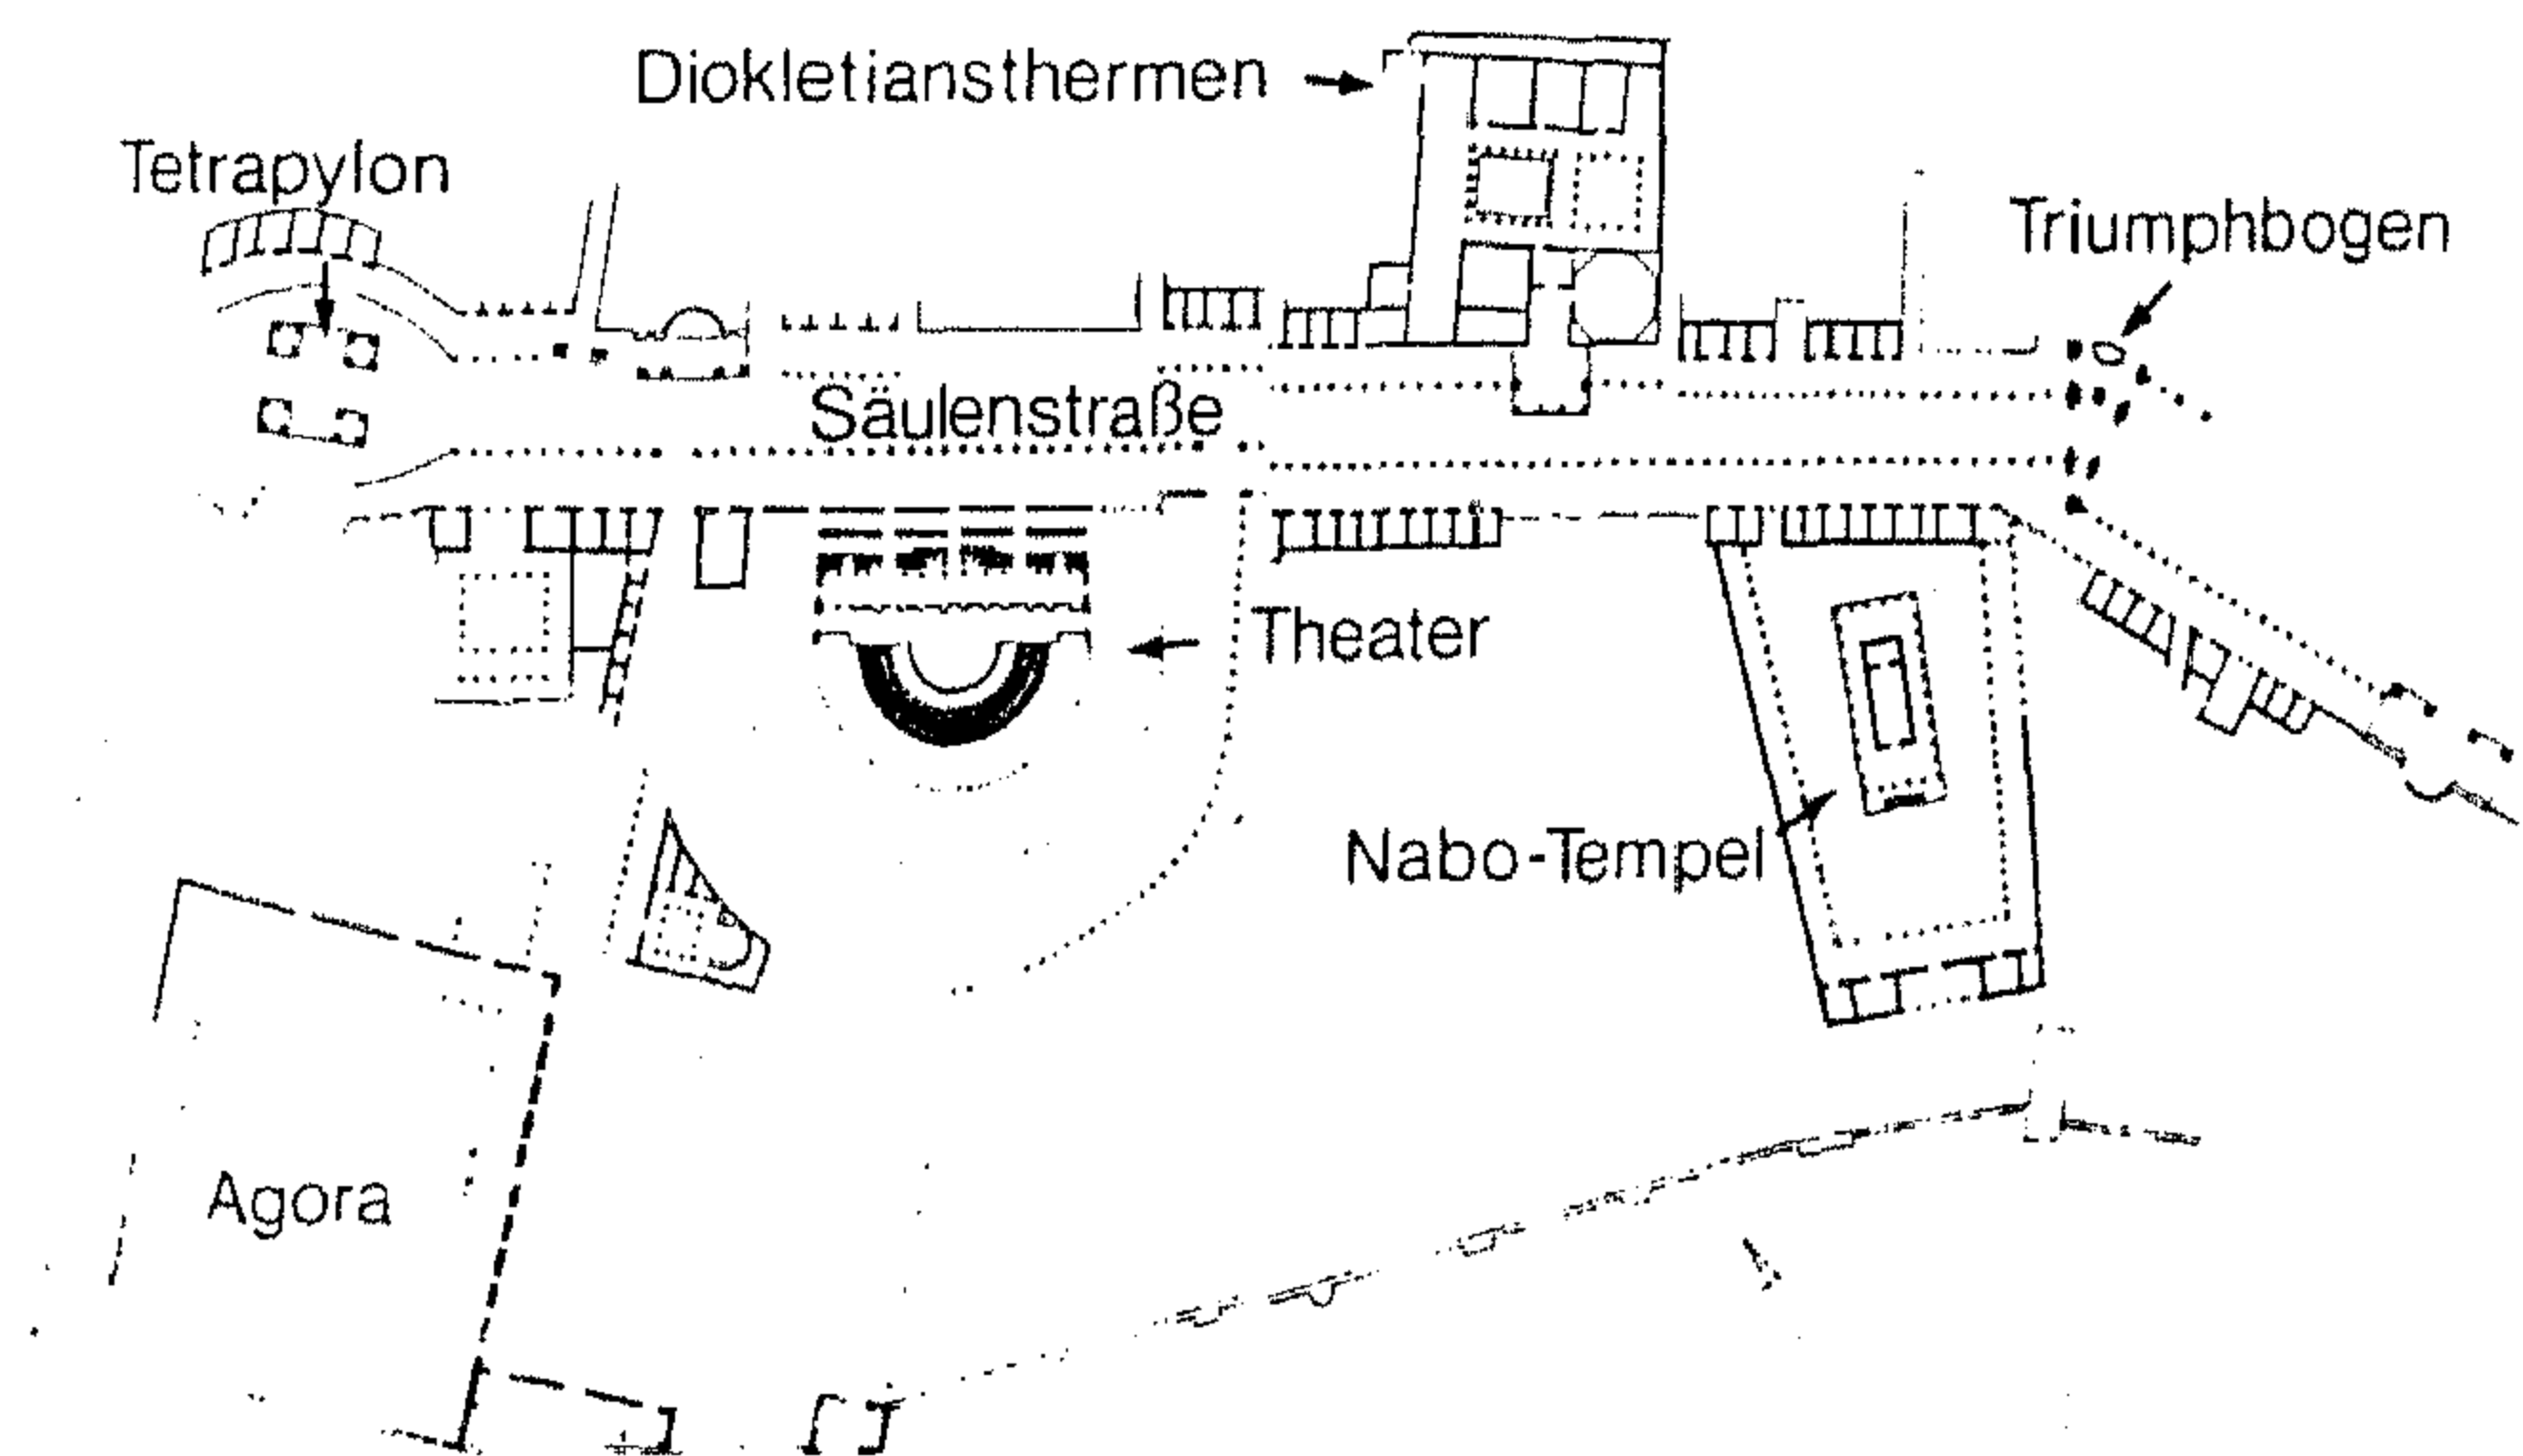 Diokletiansthermen
Tetrapylon
Triumphbogen
Säulenstraße
Theater
Nabo-Tempel
Agora